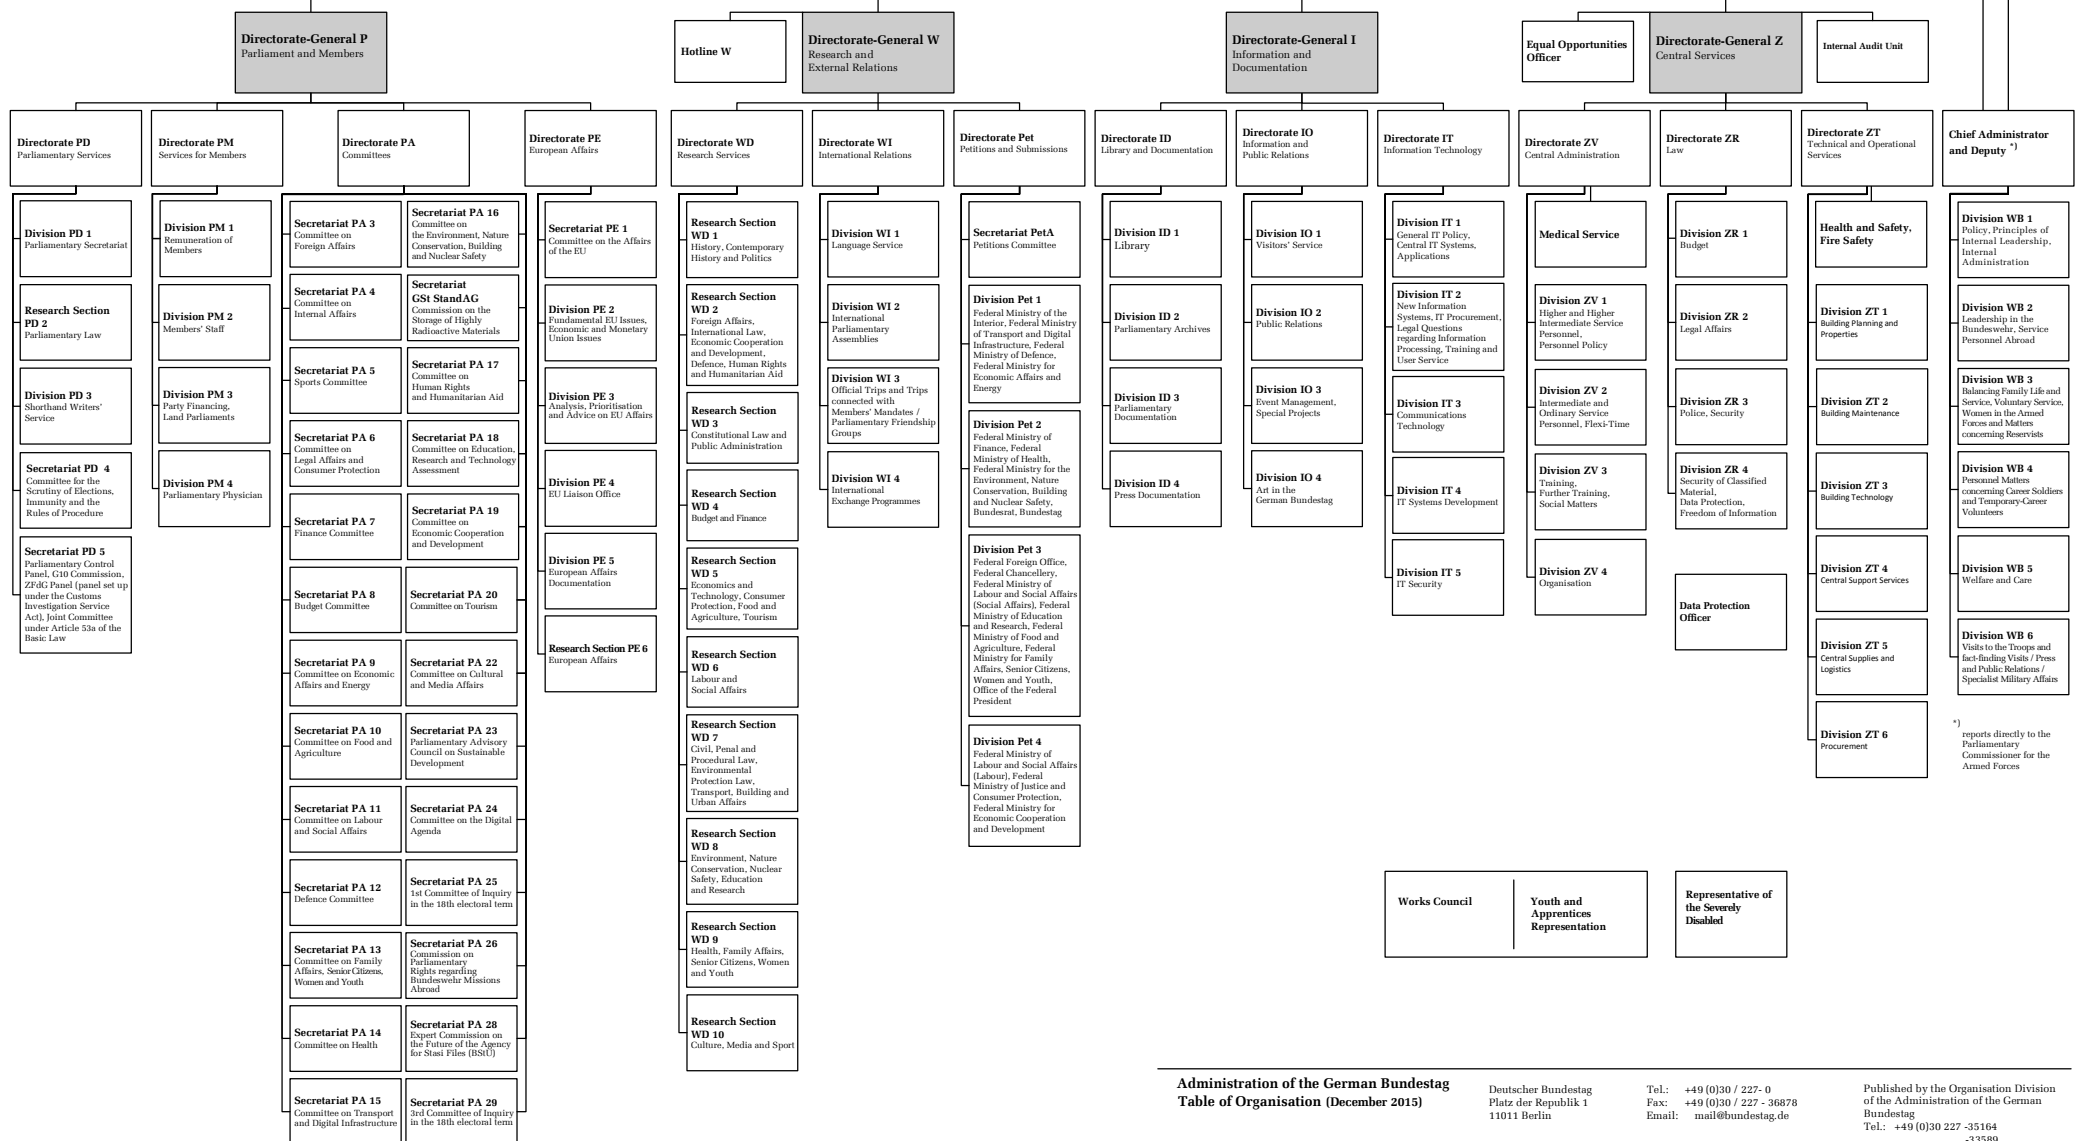 Directorate-General P
Parliament and Members
Hotline W
Directorate-General W
Research and
External Relations
Directorate-General I
Information and
Documentation
Equal Opportunities
Officer
Directorate-General Z
Central Services
Internal Audit Unit
Directorate PD
Parliamentary Services
Directorate PM
Services for Members
Directorate PA
Committees
Directorate PE
European Affairs
Directorate WD
Research Services
Directorate WI
International Relations
Directorate Pet
Petitions and Submissions
Directorate ID
Library and Documentation
Directorate IO
Information and
Public Relations
Directorate IT
Information Technology
Directorate ZV
Central Administration
Directorate ZR
Law
Directorate ZT
Technical and Operational
Services
Chief Administrator
and Deputy *)
Division PD 1
Parliamentary Secretariat
Research Section
PD 2
Parliamentary Law
Division PD 3
Shorthand Writers'
Service
Secretariat PD 4
Committee for the
Scrutiny of Elections,
Immunity and the
Rules of Procedure
Secretariat PD 5
Parliamentary Control
Panel, G10 Commission,
ZFdG Panel (panel set up
under the Customs
Investigation Service
Act), Joint Committee
under Article 53a of the
Basic Law
Division PM 1
Remuneration of
Members
Division PM 2
Members' Staff
Division PM 3
Party Financing,
Land Parliaments
Division PM 4
Parliamentary Physician
Secretariat PA 3
Committee on
Foreign Affairs
Secretariat PA 4
Committee on
Internal Affairs
Secretariat PA 5
Sports Committee
Secretariat PA 6
Committee on
Legal Affairs and
Consumer Protection
Secretariat PA 7
Finance Committee
Secretariat PA 8
Budget Committee
Secretariat PA 9
Committee on Economic
Affairs and Energy
Secretariat PA 10
Committee on Food and
Agriculture
Secretariat PA 11
Committee on Labour
and Social Affairs
Secretariat PA 12
Defence Committee
Secretariat PA 13
Committee on Family
Affairs, Senior Citizens,
Women and Youth
Secretariat PA 14
Committee on Health
Secretariat PA 15
Committee on Transport
and Digital Infrastructure
Secretariat PA 16
Committee on
the Environment, Nature
Conservation, Building
and Nuclear Safety
Secretariat
GSt StandAG
Commission on the
Storage of Highly
Radioactive Materials
Secretariat PA 17
Committee on
Human Rights
and Humanitarian Aid
Secretariat PA 18
Committee on Education,
Research and Technology
Assessment
Secretariat PA 19
Committee on
Economic Cooperation
and Development
Secretariat PA 20
Committee on Tourism
Secretariat PA 22
Committee on Cultural
and Media Affairs
Secretariat PA 23
Parliamentary Advisory
Council on Sustainable
Development
Secretariat PA 24
Committee on the Digital
Agenda
Secretariat PA 25
1st Committee of Inquiry
in the 18th electoral term
Secretariat PA 26
Commission on
Parliamentary
Rights regarding
Bundeswehr Missions
Abroad
Secretariat PA 28
Expert Commission on
the Future of the Agency
for Stasi Files (BStU)
Secretariat PA 29
3rd Committee of Inquiry
in the 18th electoral term
Secretariat PE 1
Committee on the Affairs
of the EU
Division PE 2
Fundamental EU Issues,
Economic and Monetary
Union Issues
Division PE 3
Analysis, Prioritisation
and Advice on EU Affairs
Division PE 4
EU Liaison Office
Division PE 5
European Affairs
Documentation
Research Section PE 6
European Affairs
Research Section
WD 1
History, Contemporary
History and Politics
Research Section
WD 2
Foreign Affairs,
International Law,
Economic Cooperation
and Development,
Defence, Human Rights
and Humanitarian Aid
Research Section
WD 3
Constitutional Law and
Public Administration
Research Section
WD 4
Budget and Finance
Research Section
WD 5
Economics and
Technology, Consumer
Protection, Food and
Agriculture, Tourism
Research Section
WD 6
Labour and
Social Affairs
Research Section
WD 7
Civil, Penal and
Procedural Law,
Environmental
Protection Law,
Transport, Building and
Urban Affairs
Research Section
WD 8
Environment, Nature
Conservation, Nuclear
Safety, Education
and Research
Research Section
WD 9
Health, Family Affairs,
Senior Citizens, Women
and Youth
Research Section
WD 10
Culture, Media and Sport
Division WI 1
Language Service
Division WI 2
International
Parliamentary
Assemblies
Division WI 3
Official Trips and Trips
connected with
Members' Mandates /
Parliamentary Friendship
Groups
Division WI 4
International
Exchange Programmes
Secretariat PetA
Petitions Committee
Division Pet 1
Federal Ministry of the
Interior, Federal Ministry
of Transport and Digital
Infrastructure, Federal
Ministry of Defence,
Federal Ministry for
Economic Affairs and
Energy
Division Pet 2
Federal Ministry of
Finance, Federal
Ministry of Health,
Federal Ministry for the
Environment, Nature
Conservation, Building
and Nuclear Safety,
Bundesrat, Bundestag
Division Pet 3
Federal Foreign Office,
Federal Chancellery,
Federal Ministry of
Labour and Social Affairs
(Social Affairs), Federal
Ministry of Education
and Research, Federal
Ministry of Food and
Agriculture, Federal
Ministry for Family
Affairs, Senior Citizens,
Women and Youth,
Office of the Federal
President
Division Pet 4
Federal Ministry of
Labour and Social Affairs
(Labour), Federal
Ministry of Justice and
Consumer Protection,
Federal Ministry for
Economic Cooperation
and Development
Division ID 1
Library
Division ID 2
Parliamentary Archives
Division ID 3
Parliamentary
Documentation
Division ID 4
Press Documentation
Division IO 1
Visitors' Service
Division IO 2
Public Relations
Division IO 3
Event Management,
Special Projects
Division IO 4
Art in the
German Bundestag
Division IT 1
General IT Policy,
Central IT Systems,
Applications
Division IT 2
New Information
Systems, IT Procurement,
Legal Questions
regarding Information
Processing, Training and
User Service
Division IT 3
Communications
Technology
Division IT 4
IT Systems Development
Division IT 5
IT Security
Medical Service
Division ZV 1
Higher and Higher
Intermediate Service
Personnel,
Personnel Policy
Division ZV 2
Intermediate and
Ordinary Service
Personnel, Flexi-Time
Division ZV 3
Training,
Further Training,
Social Matters
Division ZV 4
Organisation
Division ZR 1
Budget
Division ZR 2
Legal Affairs
Division ZR 3
Police, Security
Division ZR 4
Security of Classified
Material,
Data Protection,
Freedom of Information
Data Protection
Officer
Health and Safety,
Fire Safety
Division ZT 1
Building Planning and
Properties
Division ZT 2
Building Maintenance
Division ZT 3
Building Technology
Division ZT 4
Central Support Services
Division ZT 5
Central Supplies and
Logistics
Division ZT 6
Procurement
Division WB 1
Policy, Principles of
Internal Leadership,
Internal
Administration
Division WB 2
Leadership in the
Bundeswehr, Service
Personnel Abroad
Division WB 3
Balancing Family Life and
Service, Voluntary Service,
Women in the Armed
Forces and Matters
concerning Reservists
Division WB 4
Personnel Matters
concerning Career Soldiers
and Temporary-Career
Volunteers
Division WB 5
Welfare and Care
Division WB 6
Visits to the Troops and
fact-finding Visits / Press
and Public Relations /
Specialist Military Affairs
*)
reports directly to the
Parliamentary
Commissioner for the
Armed Forces
Works Council
Youth and
Apprentices
Representation
Representative of
the Severely
Disabled
Administration of the German Bundestag
Table of Organisation (December 2015)
Deutscher Bundestag
Platz der Republik 1
11011 Berlin
Tel.: +49 (0)30 / 227- 0
Fax: +49 (0)30 / 227 - 36878
Email: mail@bundestag.de
Published by the Organisation Division
of the Administration of the German
Bundestag
Tel.: +49 (0)30 227 -35164
-33589